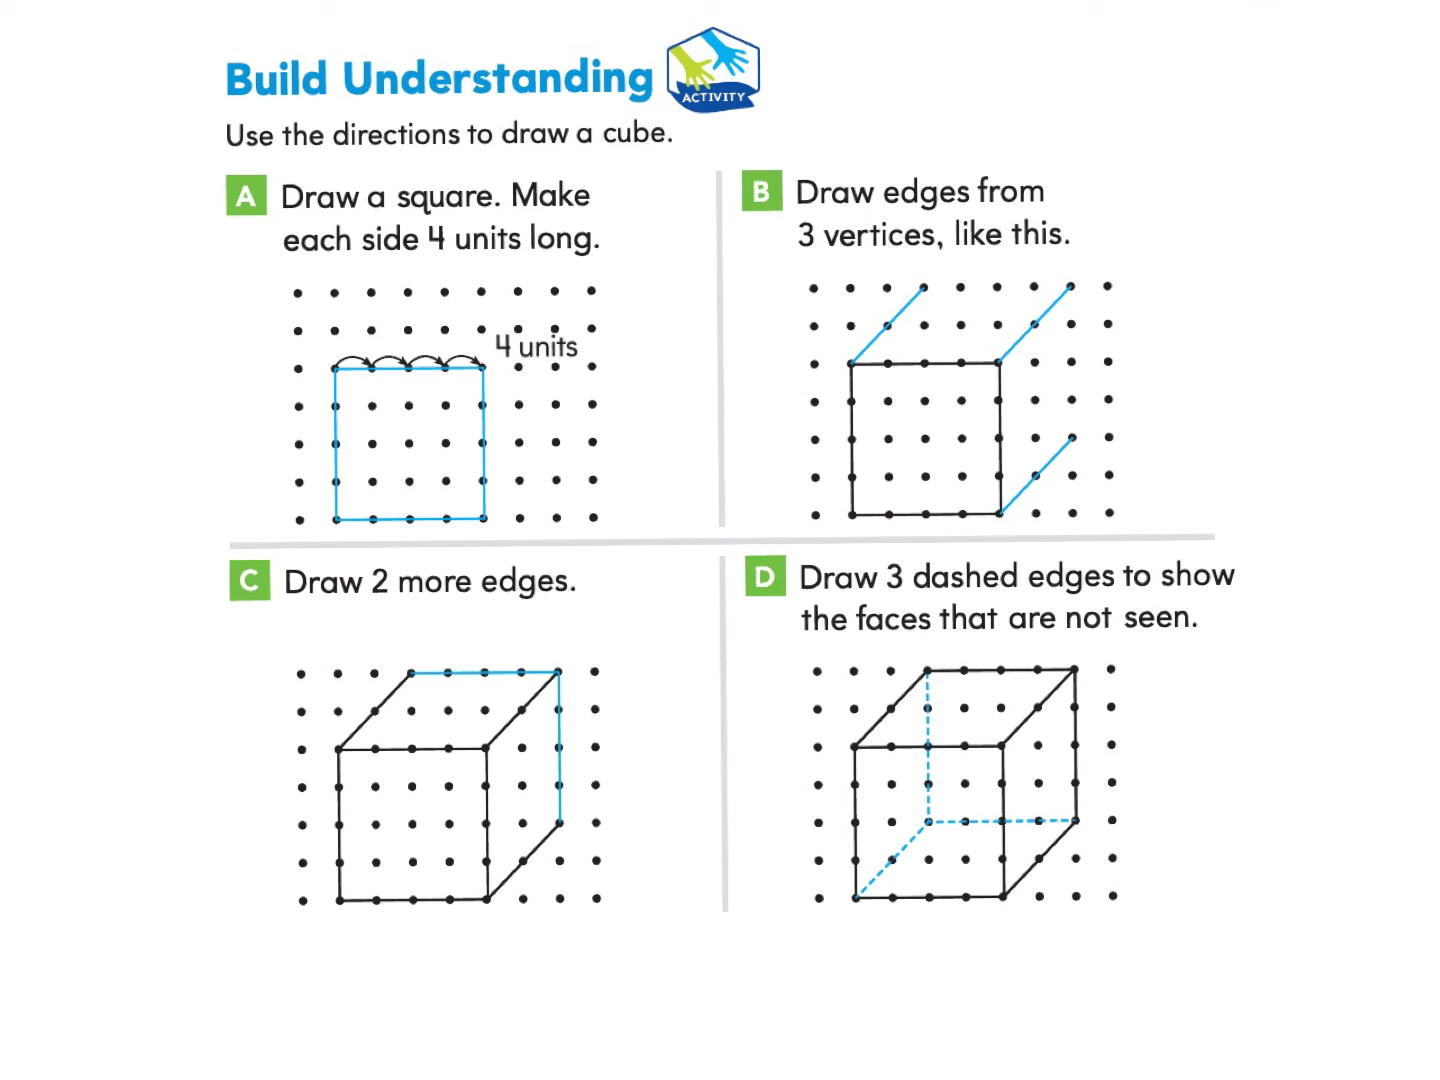 Build Understanding
ACTIVITY
Use the directions to draw a cube.
A Draw a square. Make
each side 4 units long.
4 units
B Draw edges from
3 vertices, like this.
C Draw 2 more edges.
D Draw 3 dashed edges to show
the faces that are not seen.